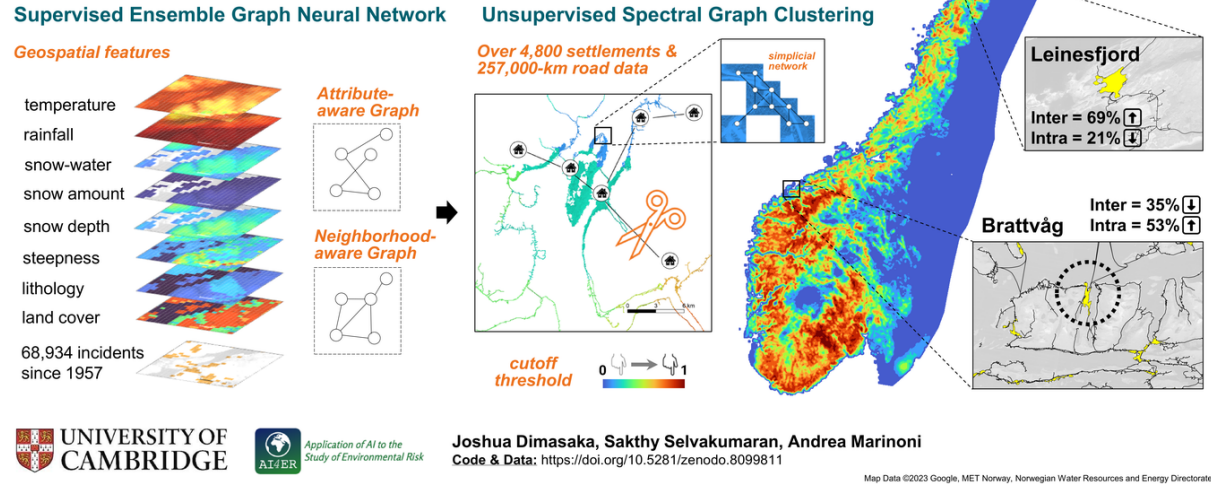 Supervised Ensemble Graph Neural Network
Geospatial features
temperature
rainfall
snow-water
snow amount
snow depth
steepness
lithology
land cover
68,934 incidents
since 1957
Attribute-
aware Graph
Neighborhood-
aware Graph
Unsupervised Spectral Graph Clustering
Over 4,800 settlements &
257,000-km road data
simplicial
network
0 3 6 km
cutoff
threshold
0 1
Leinesfjord
Inter = 69%
Intra = 21%
Inter = 35%
Intra = 53%
Brattvåg
UNIVERSITY OF
CAMBRIDGE
AI4ER
Application of AI to the
Study of Environmental Risk
Joshua Dimasaka, Sakthy Selvakumaran, Andrea Marinoni
Code & Data: https://doi.org/10.5281/zenodo.8099811
Map Data ©2023 Google, MET Norway, Norwegian Water Resources and Energy Directorate